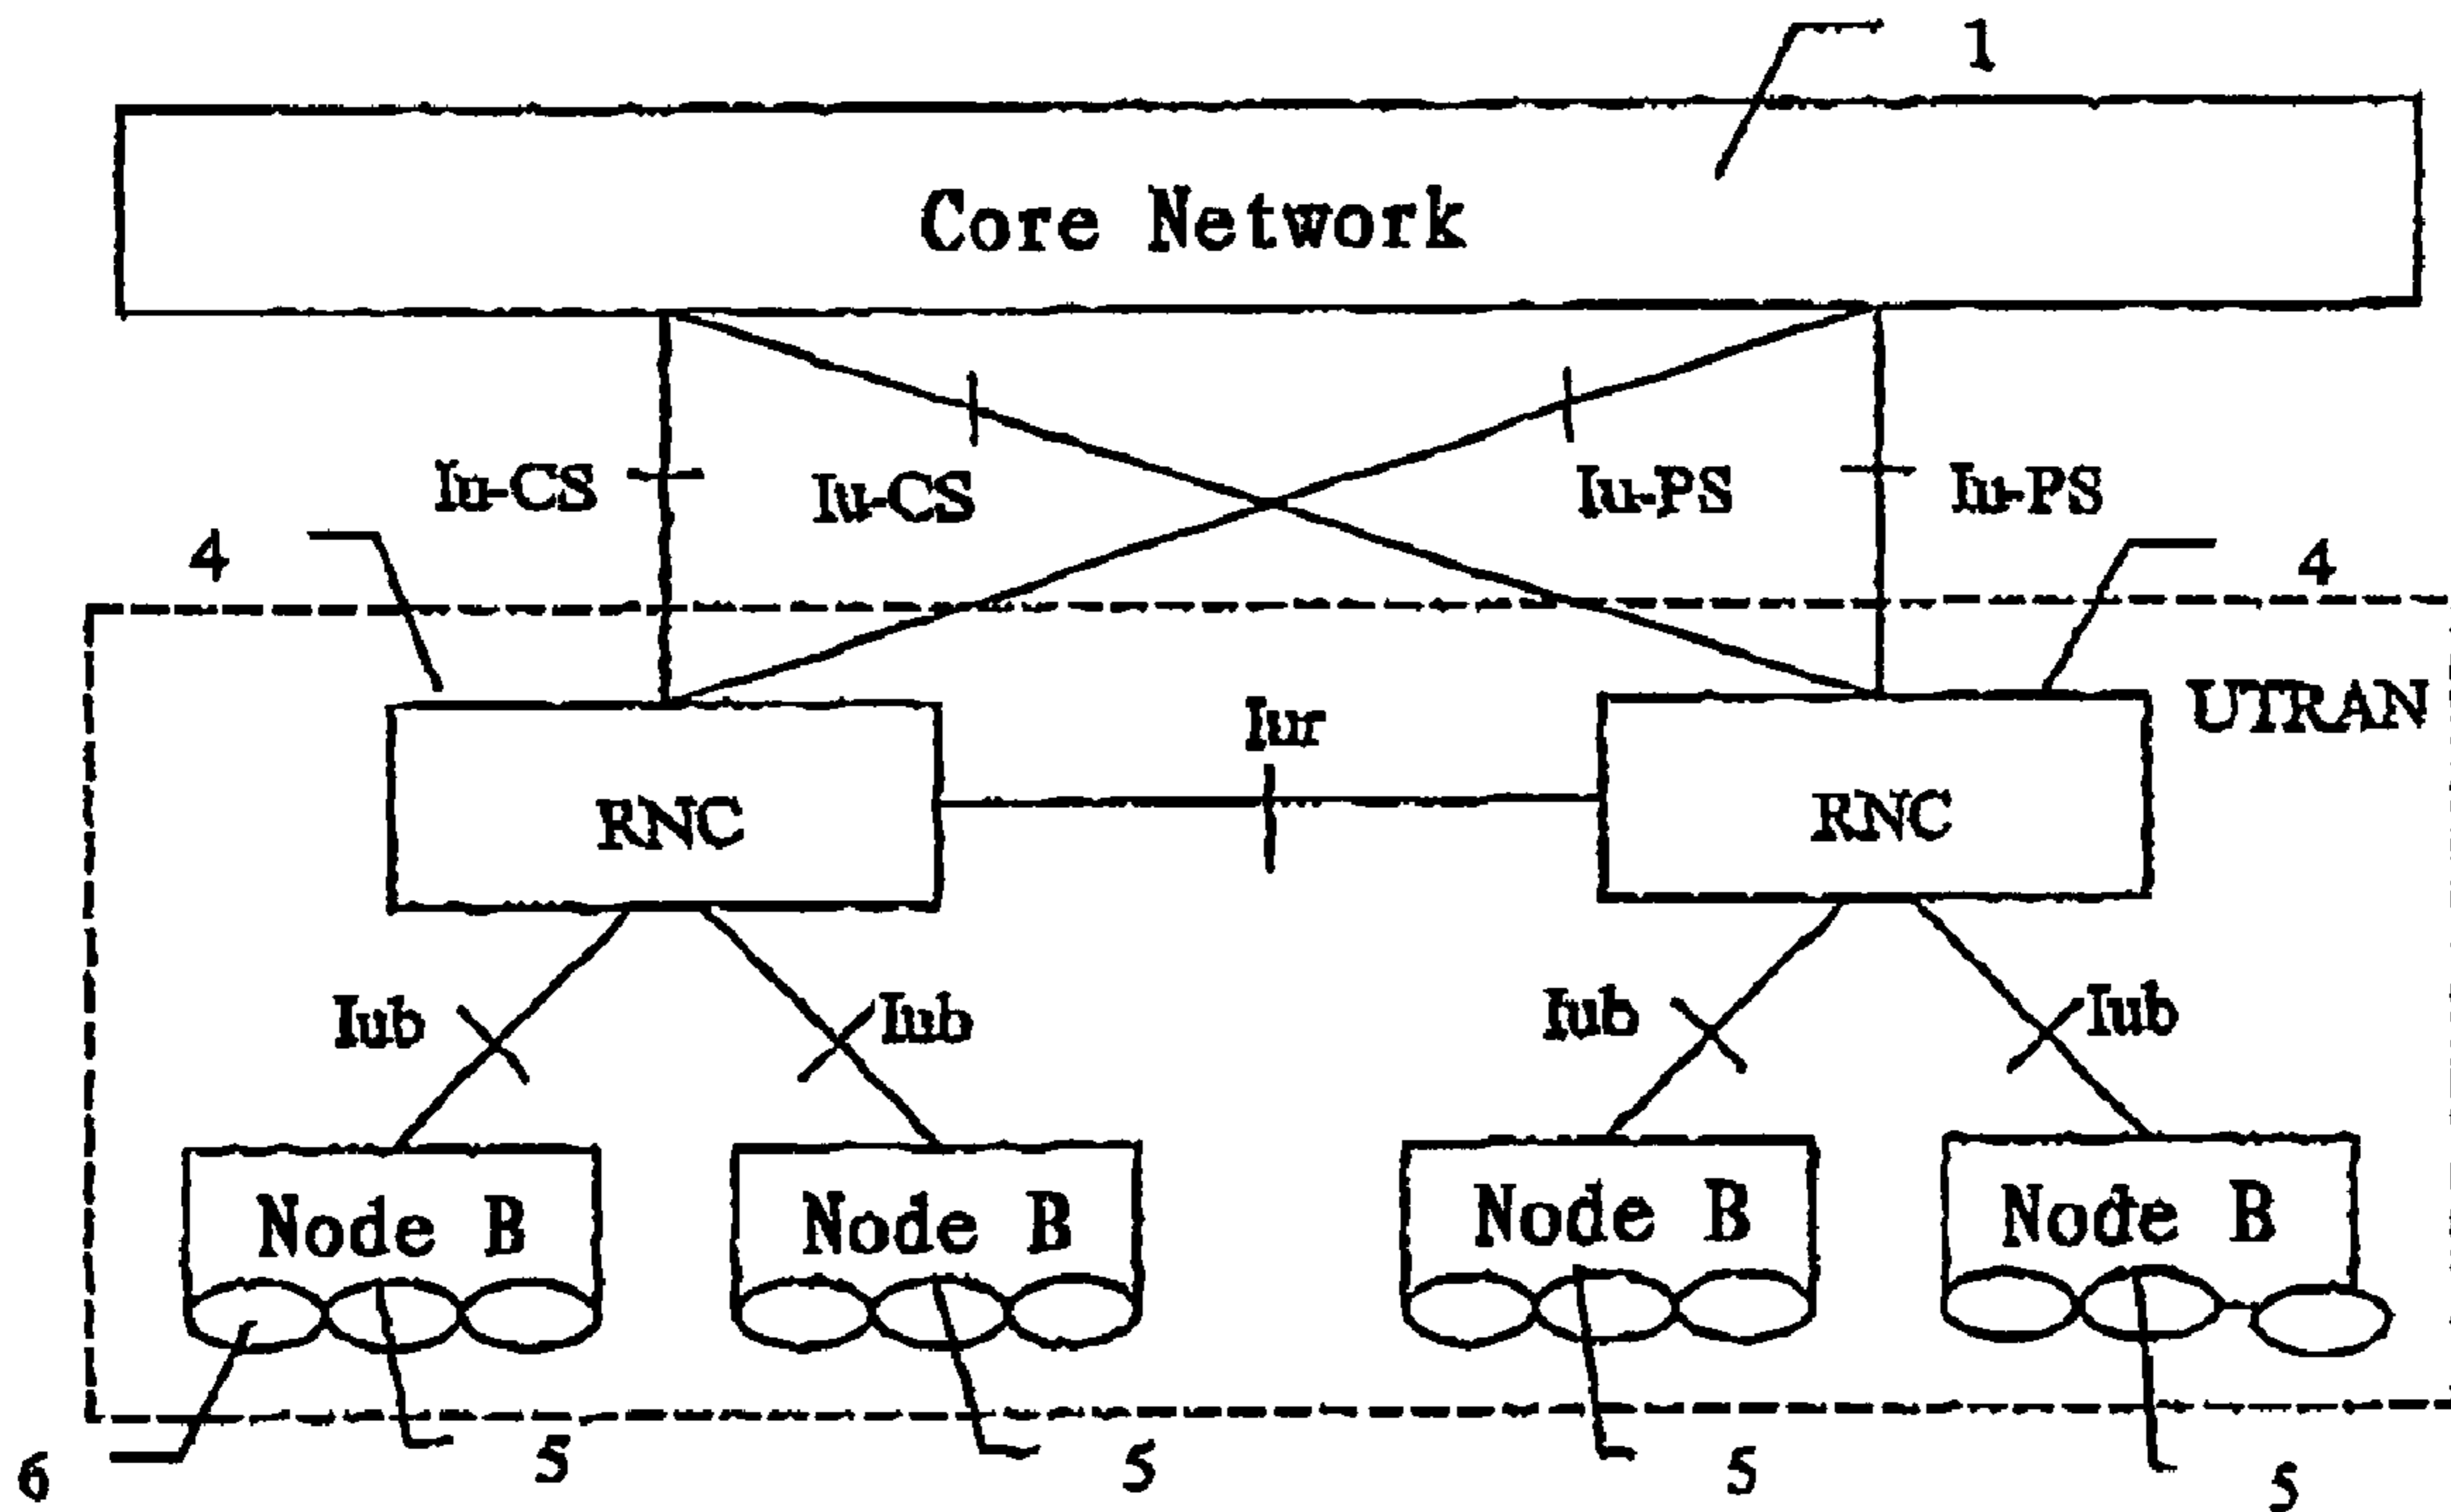 1
Core Network
Iu-CS
Iu-CS
Iu-PS
Iu-PS
4
4
UTRAN
Iur
RNC
RNC
Iub
Iub
Iub
Iub
Node B
Node B
Node B
Node B
6
5
5
5
5